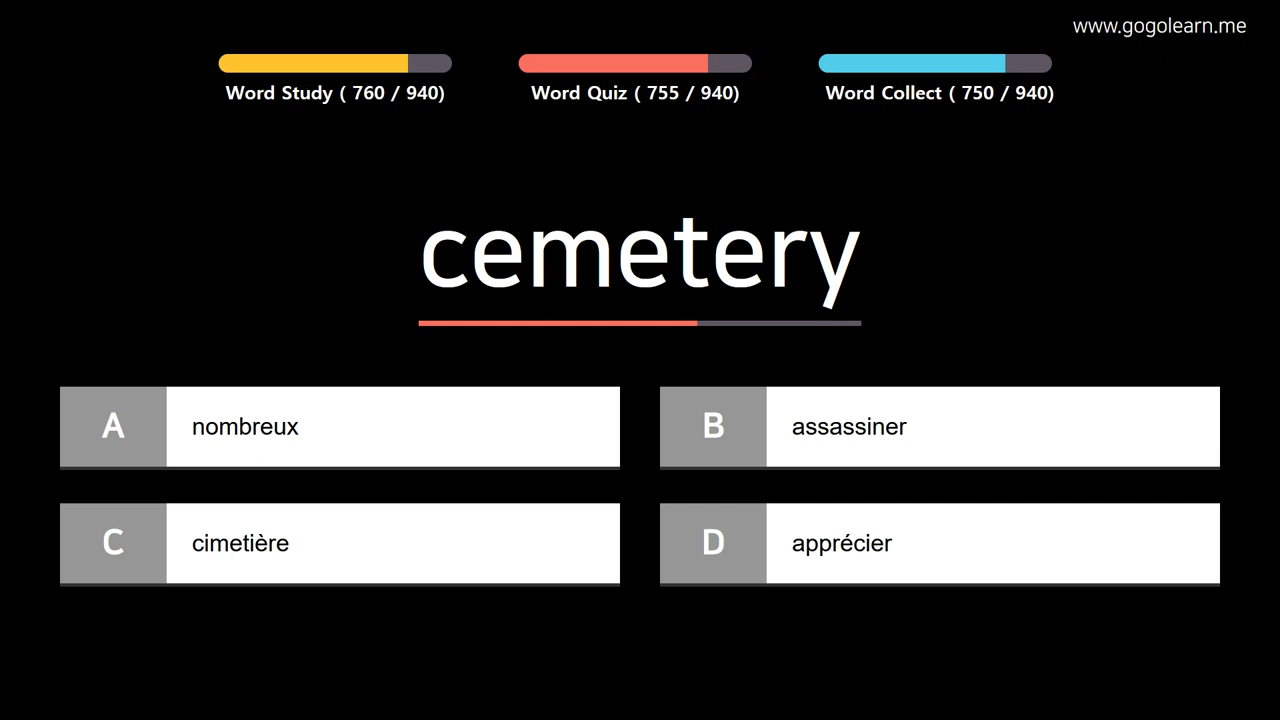 www.gogolearn.me
Word Study ( 760 / 940)
Word Quiz ( 755 / 940)
Word Collect ( 750 / 940)
cemetery
A nombreux
B assassiner
C cimetière
D apprécier